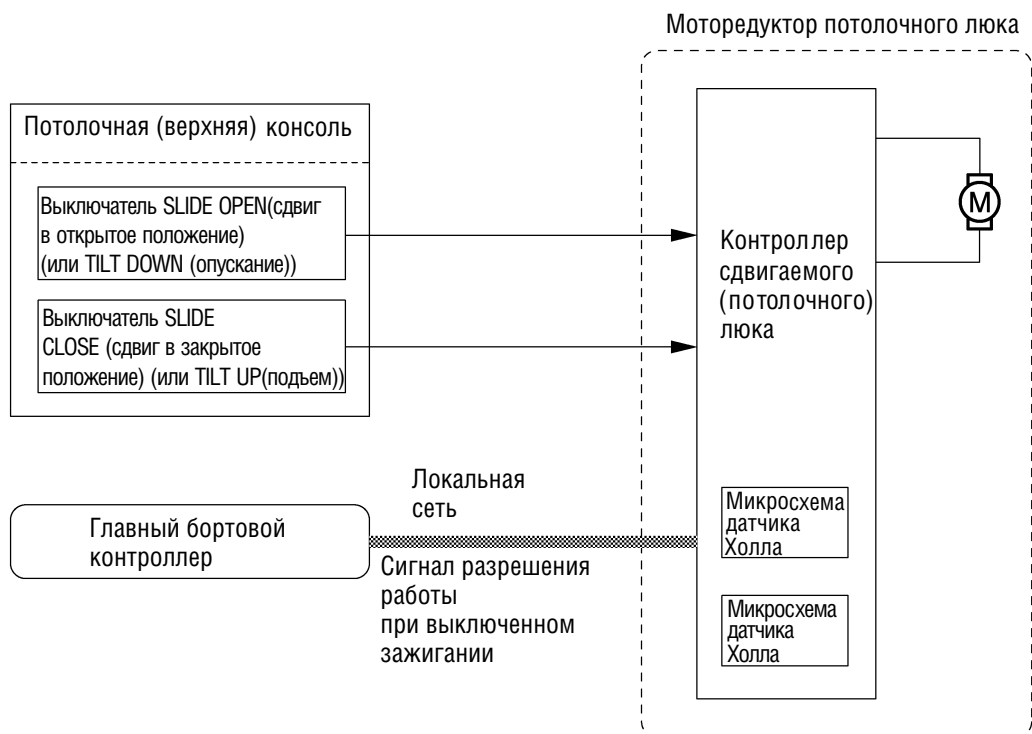 Моторедуктор потолочного люка
Потолочная (верхняя) консоль
Выключатель SLIDE OPEN(сдвиг
в открытое положение)
(или TILT DOWN (опускание))
Выключатель SLIDE
CLOSE (сдвиг в закрытое
положение) (или TILT UP(подъем))
Контроллер
сдвигаемого
(потолочного)
люка
M
Локальная
сеть
Главный бортовой
контроллер
Сигнал разрешения
работы
при выключенном
зажигании
Микросхема
датчика
Холла
Микросхема
датчика
Холла